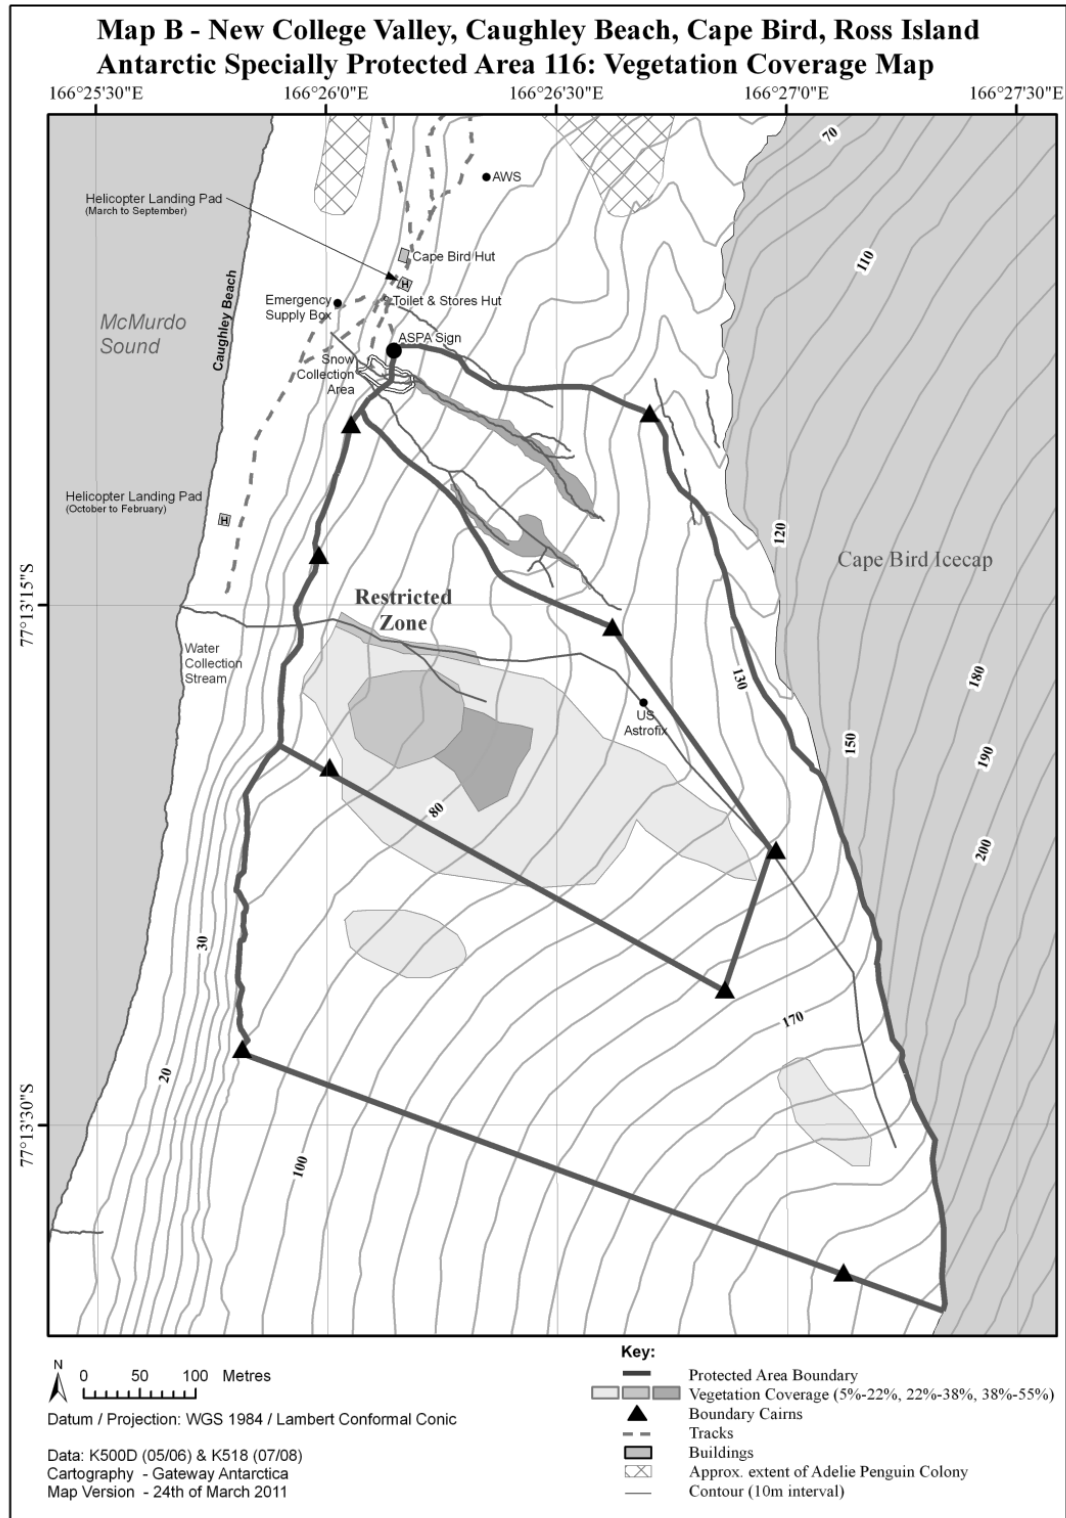 Map B - New College Valley, Caughley Beach, Cape Bird, Ross Island
Antarctic Specially Protected Area 116: Vegetation Coverage Map
166°25'30"E
166°26'0"E
166°26'30"E
166°27'0"E
166°27'30"E
70
AWS
Helicopter Landing Pad
(March to September)
110
Cape Bird Hut
H
Emergency
Supply Box
Toilet & Stores Hut
Caughley Beach
McMurdo
Sound
ASPA Sign
Snow
Collection
Area
Helicopter Landing Pad
(October to February)
H
120
Cape Bird Icecap
77°13'15"S
Restricted
Zone
Water
Collection
Stream
130
180
US
Astrofix
150
190
80
200
30
170
20
77°13'30"S
100
N
0 50 100 Metres
Datum / Projection: WGS 1984 / Lambert Conformal Conic
Data: K500D (05/06) & K518 (07/08)
Cartography - Gateway Antarctica
Map Version - 24th of March 2011
Key:
Protected Area Boundary
Vegetation Coverage (5%-22%, 22%-38%, 38%-55%)
Boundary Cairns
Tracks
Buildings
Approx. extent of Adelie Penguin Colony
Contour (10m interval)